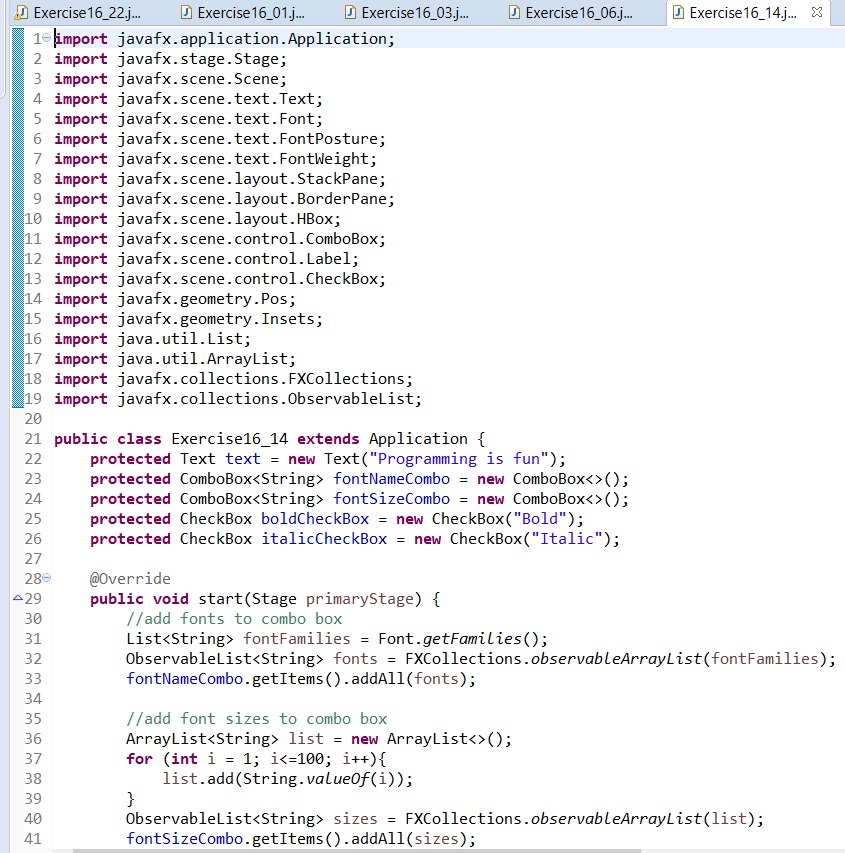 Exercise16_22.j... Exercise16_01.j... Exercise16_03.j... Exercise16_06.j... Exercise16_14.j...
1 import javafx.application.Application;
2 import javafx.stage.Stage;
3 import javafx.scene.Scene;
4 import javafx.scene.text.Text;
5 import javafx.scene.text.Font;
6 import javafx.scene.text.FontPosture;
7 import javafx.scene.text.FontWeight;
8 import javafx.scene.layout.StackPane;
9 import javafx.scene.layout.BorderPane;
10 import javafx.scene.layout.HBox;
11 import javafx.scene.control.ComboBox;
12 import javafx.scene.control.Label;
13 import javafx.scene.control.CheckBox;
14 import javafx.geometry.Pos;
15 import javafx.geometry.Insets;
16 import java.util.List;
17 import java.util.ArrayList;
18 import javafx.collections.FXCollections;
19 import javafx.collections.ObservableList;
20
21 public class Exercise16_14 extends Application {
22     protected Text text = new Text("Programming is fun");
23     protected ComboBox<String> fontNameCombo = new ComboBox<>();
24     protected ComboBox<String> fontSizeCombo = new ComboBox<>();
25     protected CheckBox boldCheckBox = new CheckBox("Bold");
26     protected CheckBox italicCheckBox = new CheckBox("Italic");
27
28     @Override
29     public void start(Stage primaryStage) {
30         //add fonts to combo box
31         List<String> fontFamilies = Font.getFamilies();
32         ObservableList<String> fonts = FXCollections.observableArrayList(fontFamilies);
33         fontNameCombo.getItems().addAll(fonts);
34
35         //add font sizes to combo box
36         ArrayList<String> list = new ArrayList<>();
37         for (int i = 1; i<=100; i++){
38             list.add(String.valueOf(i));
39         }
40         ObservableList<String> sizes = FXCollections.observableArrayList(list);
41         fontSizeCombo.getItems().addAll(sizes);